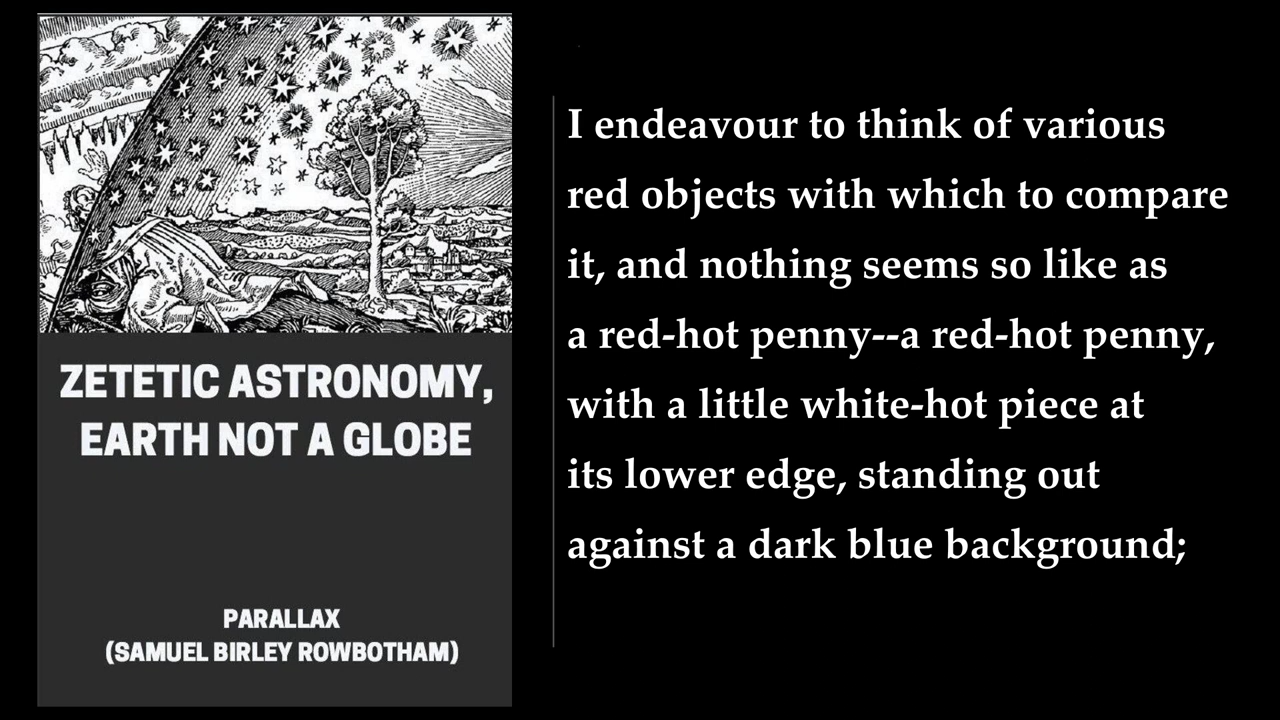 ZETETIC ASTRONOMY,
EARTH NOT A GLOBE
PARALLAX
(SAMUEL BIRLEY ROWBOTHAM)
I endeavour to think of various
red objects with which to compare
it, and nothing seems so like as
a red-hot penny--a red-hot penny,
with a little white-hot piece at
its lower edge, standing out
against a dark blue background;